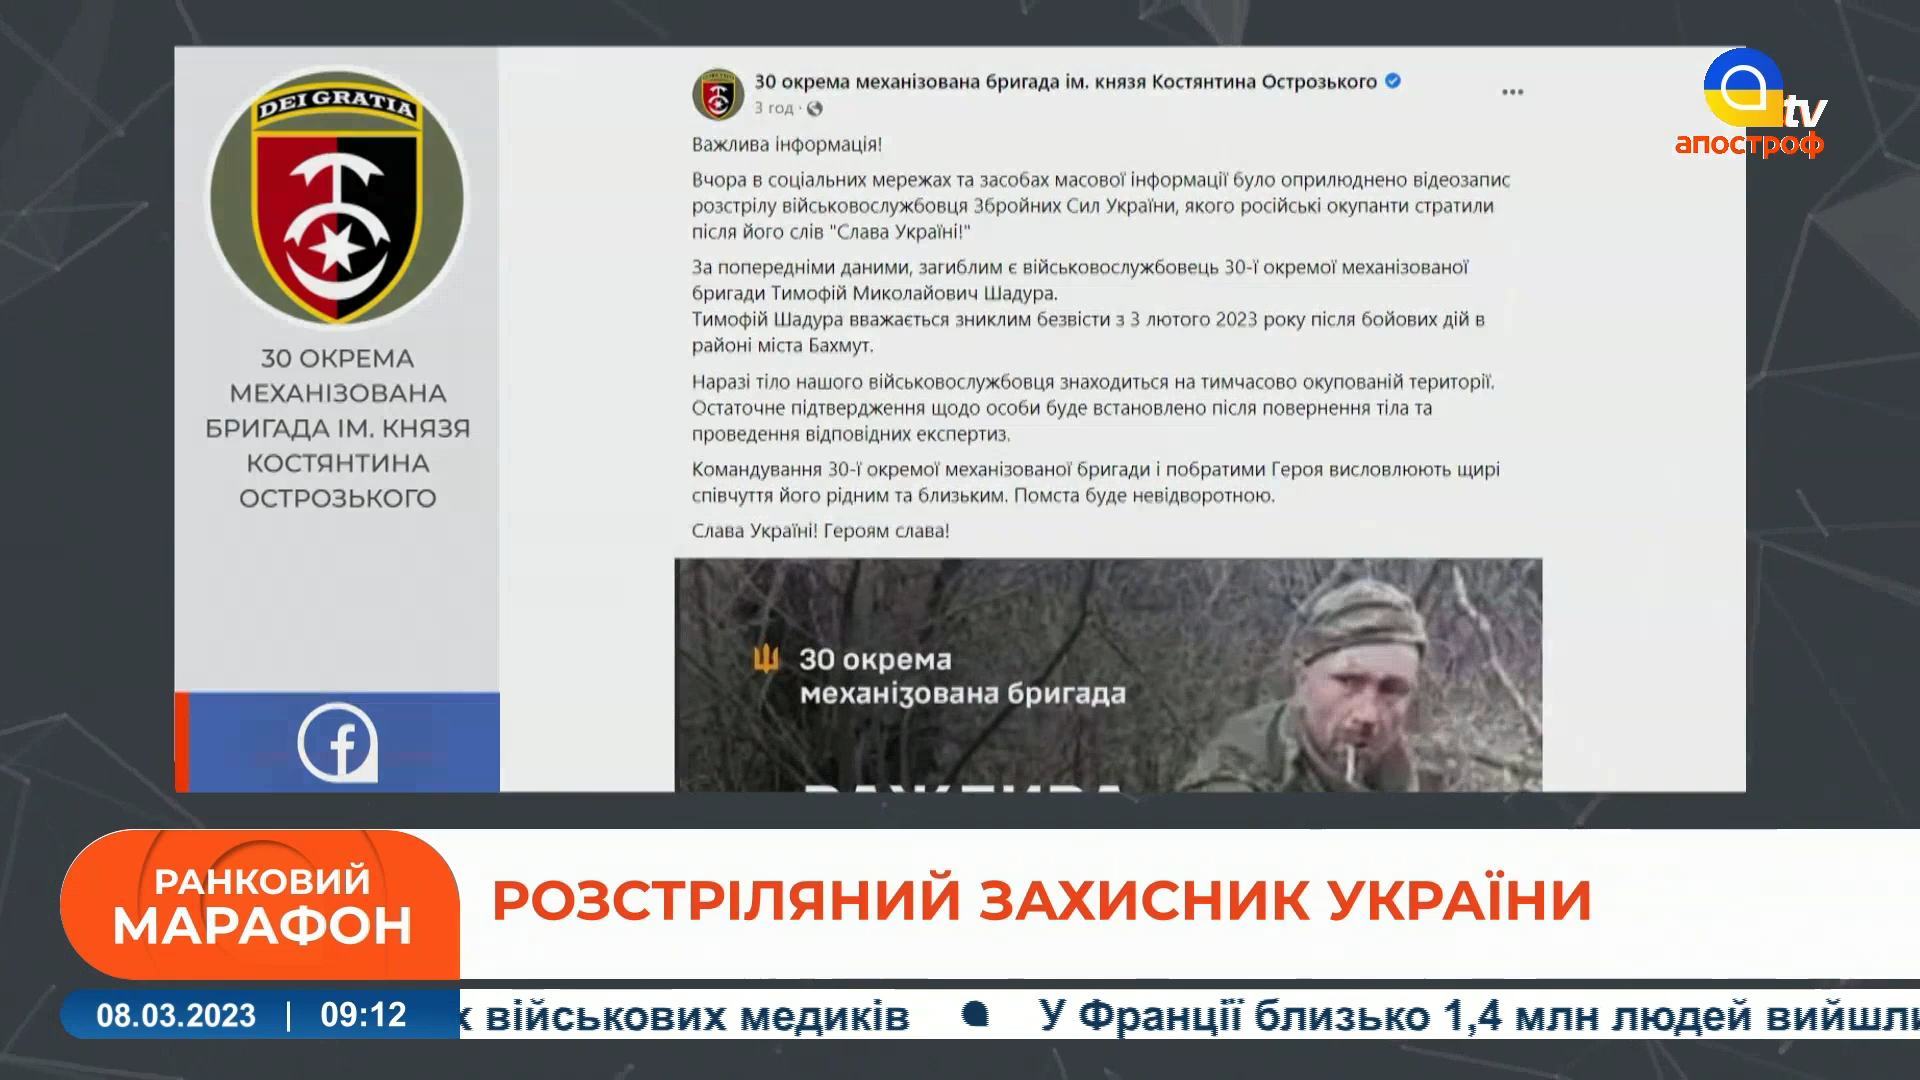 DEI GRATIA
30 ОКРЕМА
МЕХАНІЗОВАНА
БРИГАДА ІМ. КНЯЗЯ
КОСТЯНТИНА
ОСТРОЗЬКОГО
30 окрема механізована бригада ім. князя Костянтина Острозького
3 год ·
Важлива інформація!
Вчора в соціальних мережах та засобах масової інформації було оприлюднено відеозапис
розстрілу військовослужбовця Збройних Сил України, якого російські окупанти стратили
після його слів "Слава Україні!"
За попередніми даними, загиблим є військовослужбовець 30-ї окремої механізованої
бригади Тимофій Миколайович Шадура.
Тимофій Шадура вважається зниклим безвісти з 3 лютого 2023 року після бойових дій в
районі міста Бахмут.
Наразі тіло нашого військовослужбовця знаходиться на тимчасово окупованій території.
Остаточне підтвердження щодо особи буде встановлено після повернення тіла та
проведення відповідних експертиз.
Командування 30-ї окремої механізованої бригади і побратими Героя висловлюють щирі
співчуття його рідним та близьким. Помста буде невідворотною.
Слава Україні! Героям слава!
30 окрема
механізована бригада
tv
апостроф
РАНКОВИЙ
МАРАФОН
РОЗСТРІЛЯНИЙ ЗАХИСНИК УКРАЇНИ
08.03.2023 | 09:12
х військових медиків
У Франції близько 1,4 млн людей вийшли